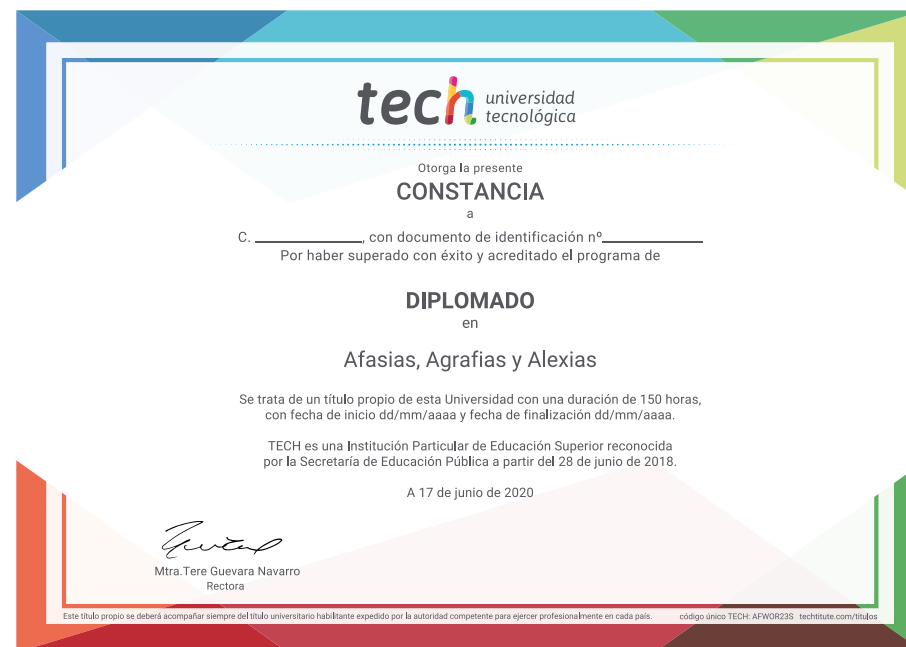 tech universidad
tecnológica
Otorga la presente
CONSTANCIA
a
C. ______________, con documento de identificación nº_____________
Por haber superado con éxito y acreditado el programa de
DIPLOMADO
en
Afasias, Agrafias y Alexias
Se trata de un título propio de esta Universidad con una duración de 150 horas,
con fecha de inicio dd/mm/aaaa y fecha de finalización dd/mm/aaaa.
TECH es una Institución Particular de Educación Superior reconocida
por la Secretaría de Educación Pública a partir del 28 de junio de 2018.
A 17 de junio de 2020
Mtra.Tere Guevara Navarro
Rectora
Este título propio se deberá acompañar siempre del título universitario habilitante expedido por la autoridad competente para ejercer profesionalmente en cada país. código único TECH: AFWOR23S techtitute.com/titulos